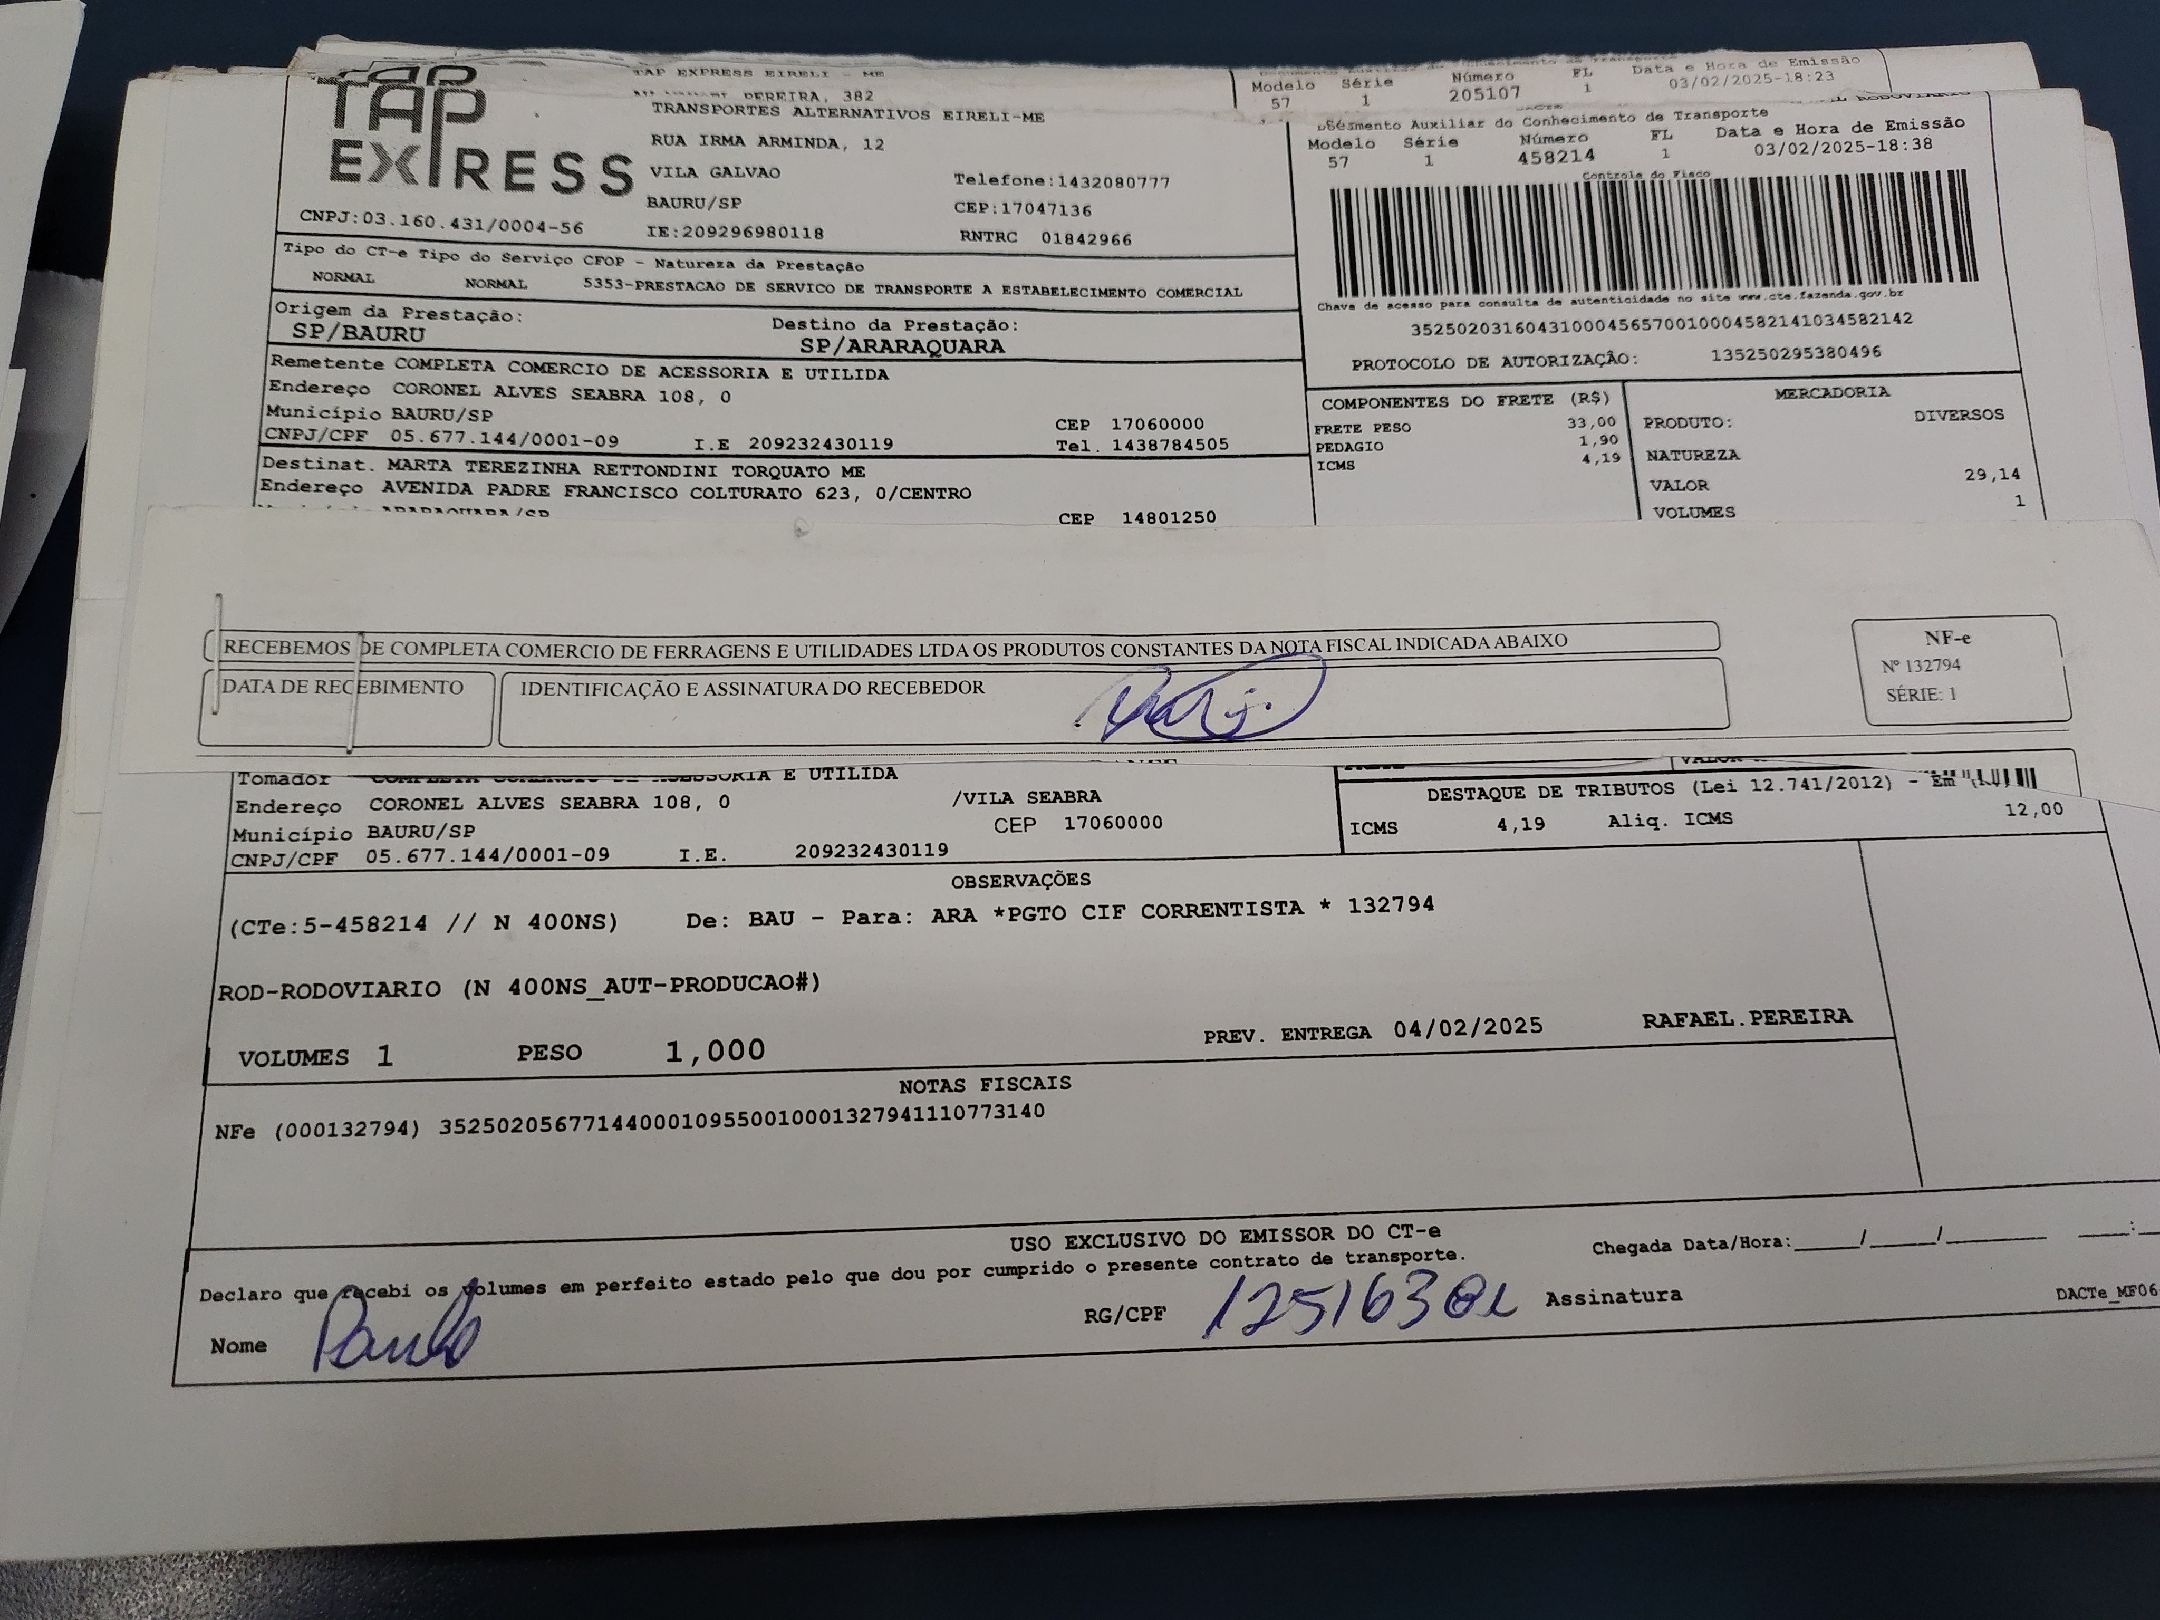 TAP EXPRESS EIRELI - ME
PEREIRA, 382
Modelo Série Número FL Data e Hora de Emissão
57 1 205107 1 03/02/2025-18:23
TAP
EXPRESS
CNPJ:03.160.431/0004-56
TRANSPORTES ALTERNATIVOS EIRELI-ME
RUA IRMA ARMINDA, 12
VILA GALVAO Telefone:1432080777
BAURU/SP CEP:17047136
IE:209296980118 RNTRC 01842966
Auxiliar do Conhecimento de Transporte
Modelo Série Número FL Data e Hora de Emissão
57 1 458214 1 03/02/2025-18:38
Controle do Fisco
Chave de acesso para consulta de autenticidade no site www.cte.fazenda.gov.br
35250203160431000456570010004582141034582142
PROTOCOLO DE AUTORIZAÇÃO: 135250295380496
Tipo do CT-e Tipo do Serviço CFOP - Natureza da Prestação
NORMAL NORMAL 5353-PRESTACAO DE SERVICO DE TRANSPORTE A ESTABELECIMENTO COMERCIAL
Origem da Prestação: Destino da Prestação:
SP/BAURU SP/ARARAQUARA
Remetente COMPLETA COMERCIO DE ACESSORIA E UTILIDA
Endereço CORONEL ALVES SEABRA 108, 0
Município BAURU/SP CEP 17060000
CNPJ/CPF 05.677.144/0001-09 I.E 209232430119 Tel. 1438784505
Destinat. MARTA TEREZINHA RETTONDINI TORQUATO ME
Endereço AVENIDA PADRE FRANCISCO COLTURATO 623, 0/CENTRO
ARARAQUARA/SP CEP 14801250
COMPONENTES DO FRETE (R$)
FRETE PESO 33,00
PEDAGIO 1,90
ICMS 4,19
MERCADORIA
PRODUTO: DIVERSOS
NATUREZA
VALOR 29,14
VOLUMES 1
RECEBEMOS DE COMPLETA COMERCIO DE FERRAGENS E UTILIDADES LTDA OS PRODUTOS CONSTANTES DA NOTA FISCAL INDICADA ABAIXO
DATA DE RECEBIMENTO IDENTIFICAÇÃO E ASSINATURA DO RECEBEDOR
NF-e
Nº 132794
SÉRIE: 1
Tomador COMPLETA COMERCIO DE ACESSORIA E UTILIDA
Endereço CORONEL ALVES SEABRA 108, 0 /VILA SEABRA
Município BAURU/SP CEP 17060000
CNPJ/CPF 05.677.144/0001-09 I.E. 209232430119
DESTAQUE DE TRIBUTOS (Lei 12.741/2012) - Em
ICMS 4,19 Aliq. ICMS 12,00
OBSERVAÇÕES
(CTe:5-458214 // N 400NS) De: BAU - Para: ARA *PGTO CIF CORRENTISTA * 132794
ROD-RODOVIARIO (N 400NS_AUT-PRODUCAO#)
VOLUMES 1 PESO 1,000 PREV. ENTREGA 04/02/2025 RAFAEL.PEREIRA
NOTAS FISCAIS
NFe (000132794) 35250205677144000109550010001327941110773140
USO EXCLUSIVO DO EMISSOR DO CT-e
Declaro que recebi os volumes em perfeito estado pelo que dou por cumprido o presente contrato de transporte. Chegada Data/Hora:_____/_____/________ ____:_
Nome Paulo RG/CPF Assinatura
DACTe_MF06